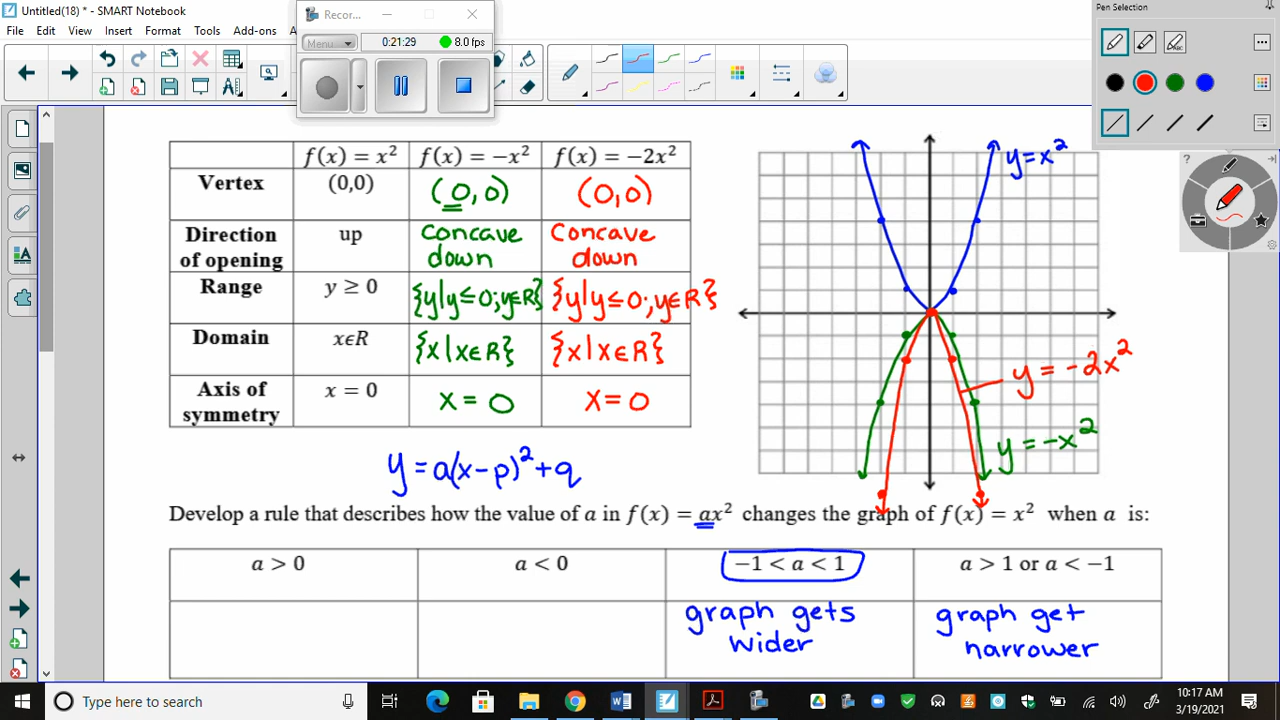 Untitled(18) * - SMART Notebook
File Edit View Insert Format Tools Add-ons
Recor...
Menu
0:21:29
8.0 fps
Pen Selection
f(x) = x² f(x) = −x² f(x) = −2x²
Vertex (0,0) (0,0) (0,0)
Direction of opening up concave down concave down
Range y ≥ 0 {y|y≤0; y∈R} {y|y≤0; y∈R}
Domain xϵR {x|x∈R} {x|x∈R}
Axis of symmetry x = 0 x = 0 x = 0
y = x²
y = -2x²
y = -x²
y = a(x-p)² + q
Develop a rule that describes how the value of a in f(x) = ax² changes the graph of f(x) = x² when a is:
a > 0 a < 0 −1 < a < 1 a > 1 or a < −1
graph gets wider graph get narrower
Type here to search
10:17 AM
3/19/2021